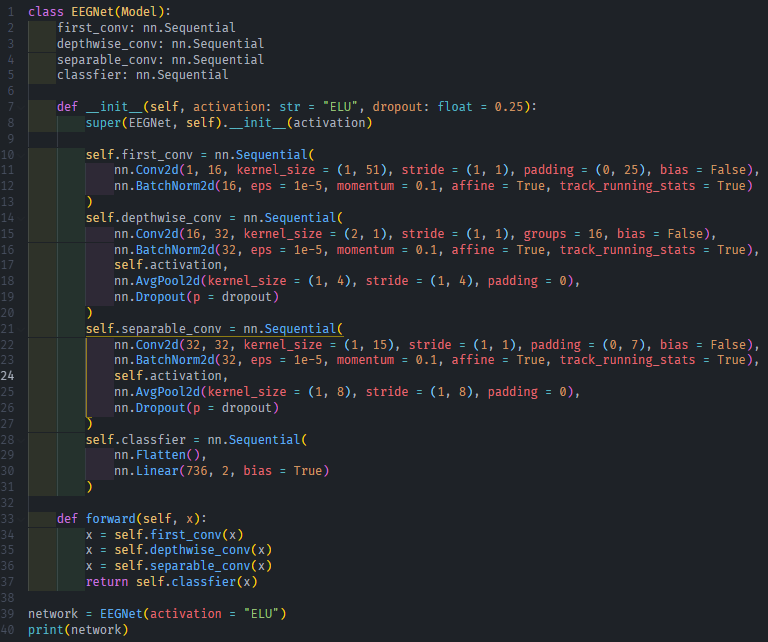 1 class EEGNet(Model):
2     first_conv: nn.Sequential
3     depthwise_conv: nn.Sequential
4     separable_conv: nn.Sequential
5     classfier: nn.Sequential
6
7     def __init__(self, activation: str = "ELU", dropout: float = 0.25):
8         super(EEGNet, self).__init__(activation)
9
10         self.first_conv = nn.Sequential(
11             nn.Conv2d(1, 16, kernel_size = (1, 51), stride = (1, 1), padding = (0, 25), bias = False),
12             nn.BatchNorm2d(16, eps = 1e-5, momentum = 0.1, affine = True, track_running_stats = True)
13         )
14         self.depthwise_conv = nn.Sequential(
15             nn.Conv2d(16, 32, kernel_size = (2, 1), stride = (1, 1), groups = 16, bias = False),
16             nn.BatchNorm2d(32, eps = 1e-5, momentum = 0.1, affine = True, track_running_stats = True),
17             self.activation,
18             nn.AvgPool2d(kernel_size = (1, 4), stride = (1, 4), padding = 0),
19             nn.Dropout(p = dropout)
20         )
21         self.separable_conv = nn.Sequential(
22             nn.Conv2d(32, 32, kernel_size = (1, 15), stride = (1, 1), padding = (0, 7), bias = False),
23             nn.BatchNorm2d(32, eps = 1e-5, momentum = 0.1, affine = True, track_running_stats = True),
24             self.activation,
25             nn.AvgPool2d(kernel_size = (1, 8), stride = (1, 8), padding = 0),
26             nn.Dropout(p = dropout)
27         )
28         self.classfier = nn.Sequential(
29             nn.Flatten(),
30             nn.Linear(736, 2, bias = True)
31         )
32
33     def forward(self, x):
34         x = self.first_conv(x)
35         x = self.depthwise_conv(x)
36         x = self.separable_conv(x)
37         return self.classfier(x)
38
39 network = EEGNet(activation = "ELU")
40 print(network)